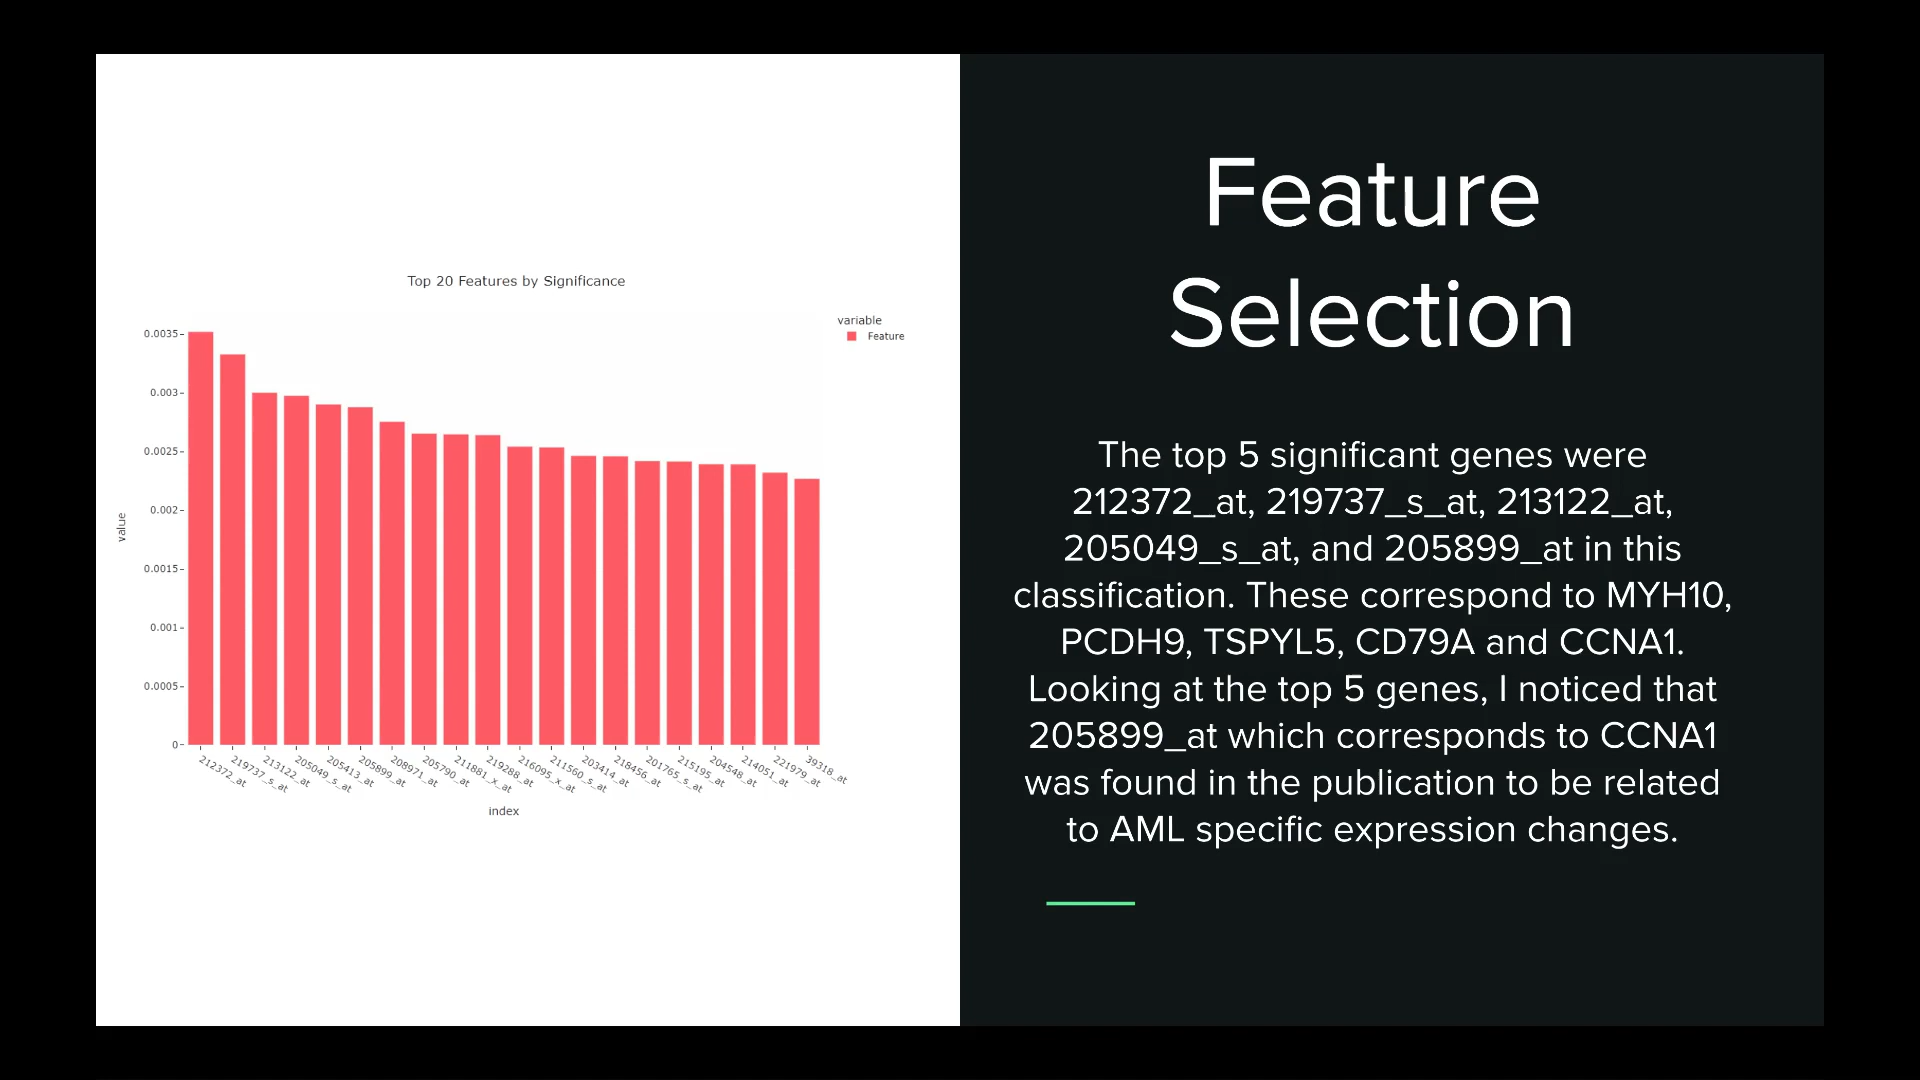 Top 20 Features by Significance
variable
Feature
0.0035
0.003
0.0025
0.002
0.0015
0.001
0.0005
0
value
212372_at
219737_s_at
213122_at
205049_s_at
205413_at
205899_at
208971_at
205790_at
211881_x_at
219288_at
216095_x_at
211560_s_at
203414_at
218456_at
201765_s_at
215195_at
204548_at
214051_at
221979_at
39318_at
index
Feature
Selection
The top 5 significant genes were
212372_at, 219737_s_at, 213122_at,
205049_s_at, and 205899_at in this
classification. These correspond to MYH10,
PCDH9, TSPYL5, CD79A and CCNA1.
Looking at the top 5 genes, I noticed that
205899_at which corresponds to CCNA1
was found in the publication to be related
to AML specific expression changes.